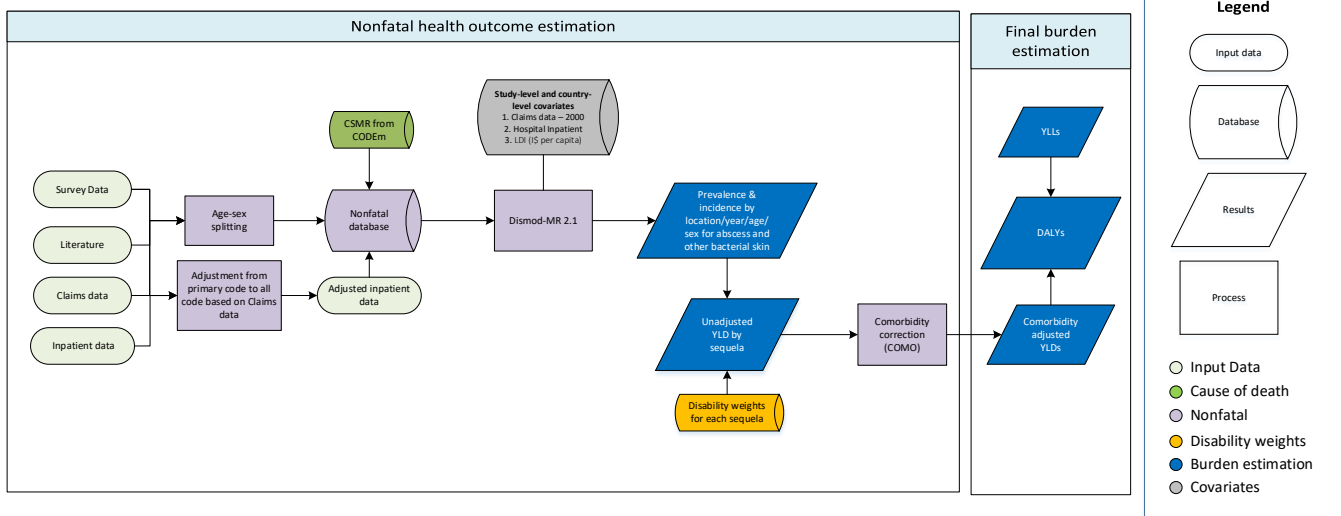 Nonfatal health outcome estimation
Final burden
estimation
Legend
Survey Data
Literature
Claims data
Inpatient data
Age-sex
splitting
Adjustment from
primary code to all
code based on Claims
data
CSMR from
CODEm
Nonfatal
database
Adjusted inpatient
data
Study-level and country-
level covariates
1. Claims data – 2000
2. Hospital Inpatient
3. LDI (I$ per capita)
Dismod-MR 2.1
Prevalence &
incidence by
location/year/age/
sex for abscess and
other bacterial skin
Unadjusted
YLD by
sequela
Disability weights
for each sequela
Comorbidity
correction
(COMO)
YLLs
DALYs
Comorbidity
adjusted
YLDs
Input data
Database
Results
Process
Input Data
Cause of death
Nonfatal
Disability weights
Burden estimation
Covariates